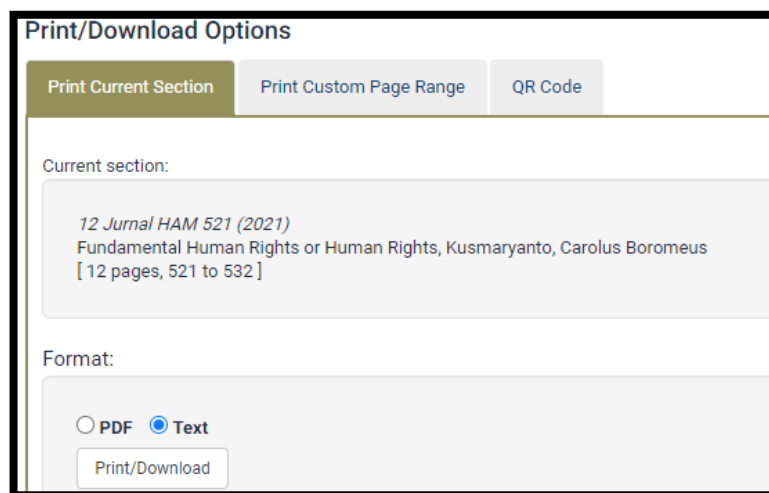 Print/Download Options
Print Current Section
Print Custom Page Range
QR Code
Current section:
12 Jurnal HAM 521 (2021)
Fundamental Human Rights or Human Rights, Kusmaryanto, Carolus Boromeus
[ 12 pages, 521 to 532 ]
Format:
PDF Text
Print/Download